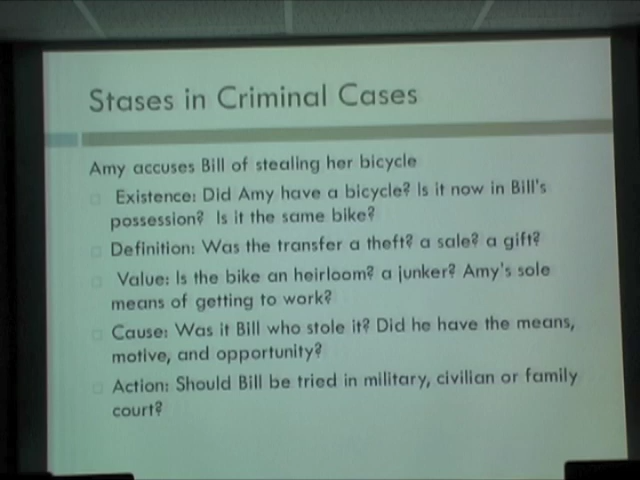 Stases in Criminal Cases
Amy accuses Bill of stealing her bicycle
Existence: Did Amy have a bicycle? Is it now in Bill's
possession? Is it the same bike?
Definition: Was the transfer a theft? a sale? a gift?
Value: Is the bike an heirloom? a junker? Amy's sole
means of getting to work?
Cause: Was it Bill who stole it? Did he have the means,
motive, and opportunity?
Action: Should Bill be tried in military, civilian or family
court?